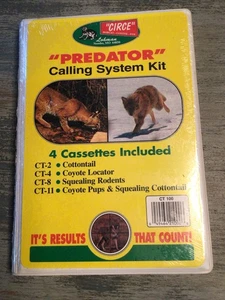 "CIRCE"
Lohman
"PREDATOR"
Calling System Kit
4 Cassettes Included
CT-2 • Cottontail
CT-4 • Coyote Locator
CT-8 • Squealing Rodents
CT-11 • Coyote Pups & Squealing Cottontail
CT 100
IT'S RESULTS THAT COUNT!